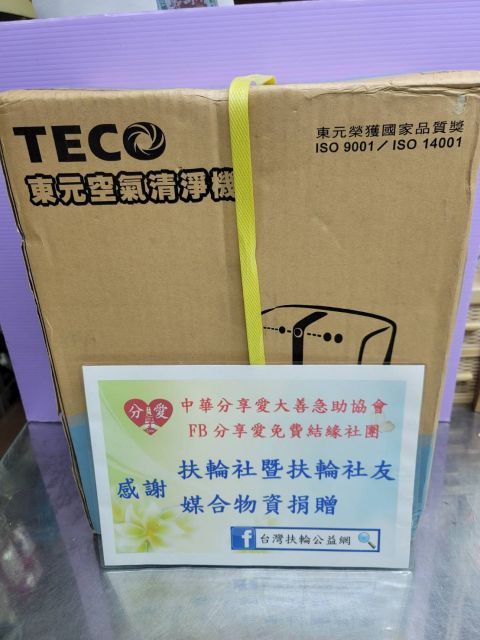 TECO
東元空氣清淨機
東元榮獲國家品質獎
ISO 9001/ISO 14001
分 愛
中華分享愛大善急助協會
FB分享愛免費結緣社團
感謝
扶輪社暨扶輪社友
媒合物資捐贈
f 台灣扶輪公益網